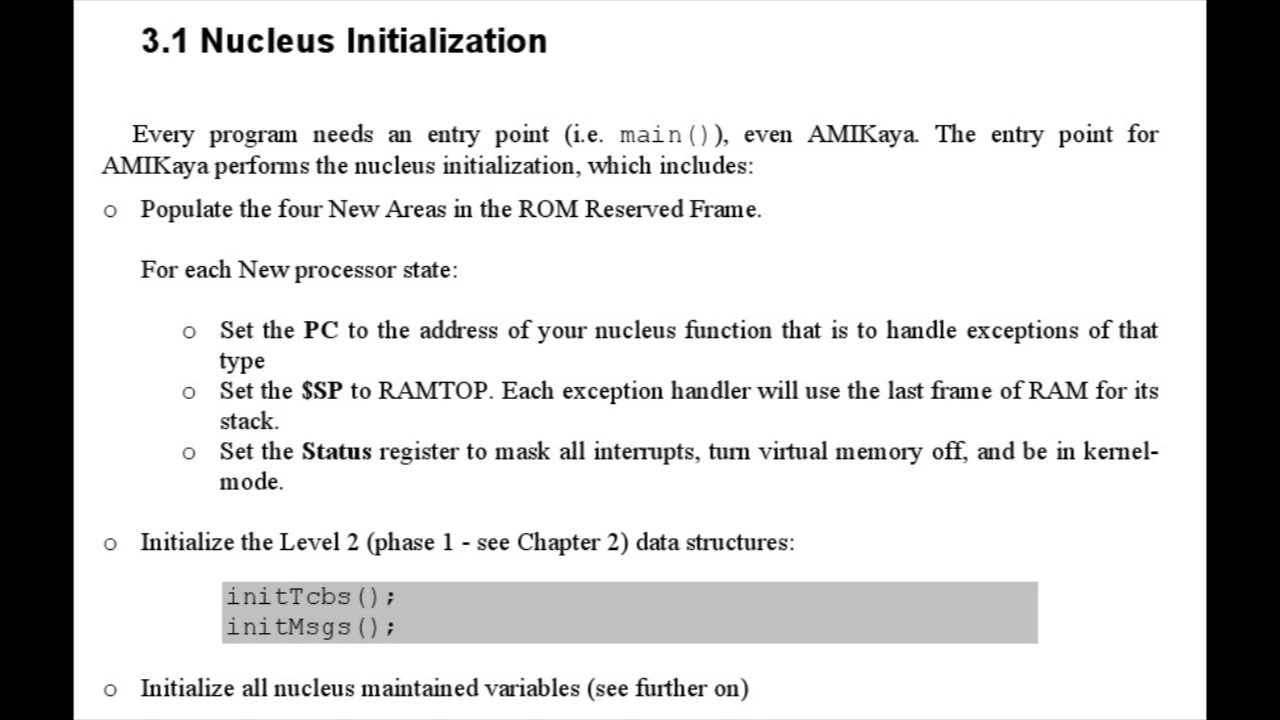 3.1 Nucleus Initialization
Every program needs an entry point (i.e. main()), even AMIKaya. The entry point for
AMIKaya performs the nucleus initialization, which includes:
o Populate the four New Areas in the ROM Reserved Frame.
For each New processor state:
o Set the PC to the address of your nucleus function that is to handle exceptions of that
type
o Set the $SP to RAMTOP. Each exception handler will use the last frame of RAM for its
stack.
o Set the Status register to mask all interrupts, turn virtual memory off, and be in kernel-
mode.
o Initialize the Level 2 (phase 1 - see Chapter 2) data structures:
initTcbs();
initMsgs();
o Initialize all nucleus maintained variables (see further on)